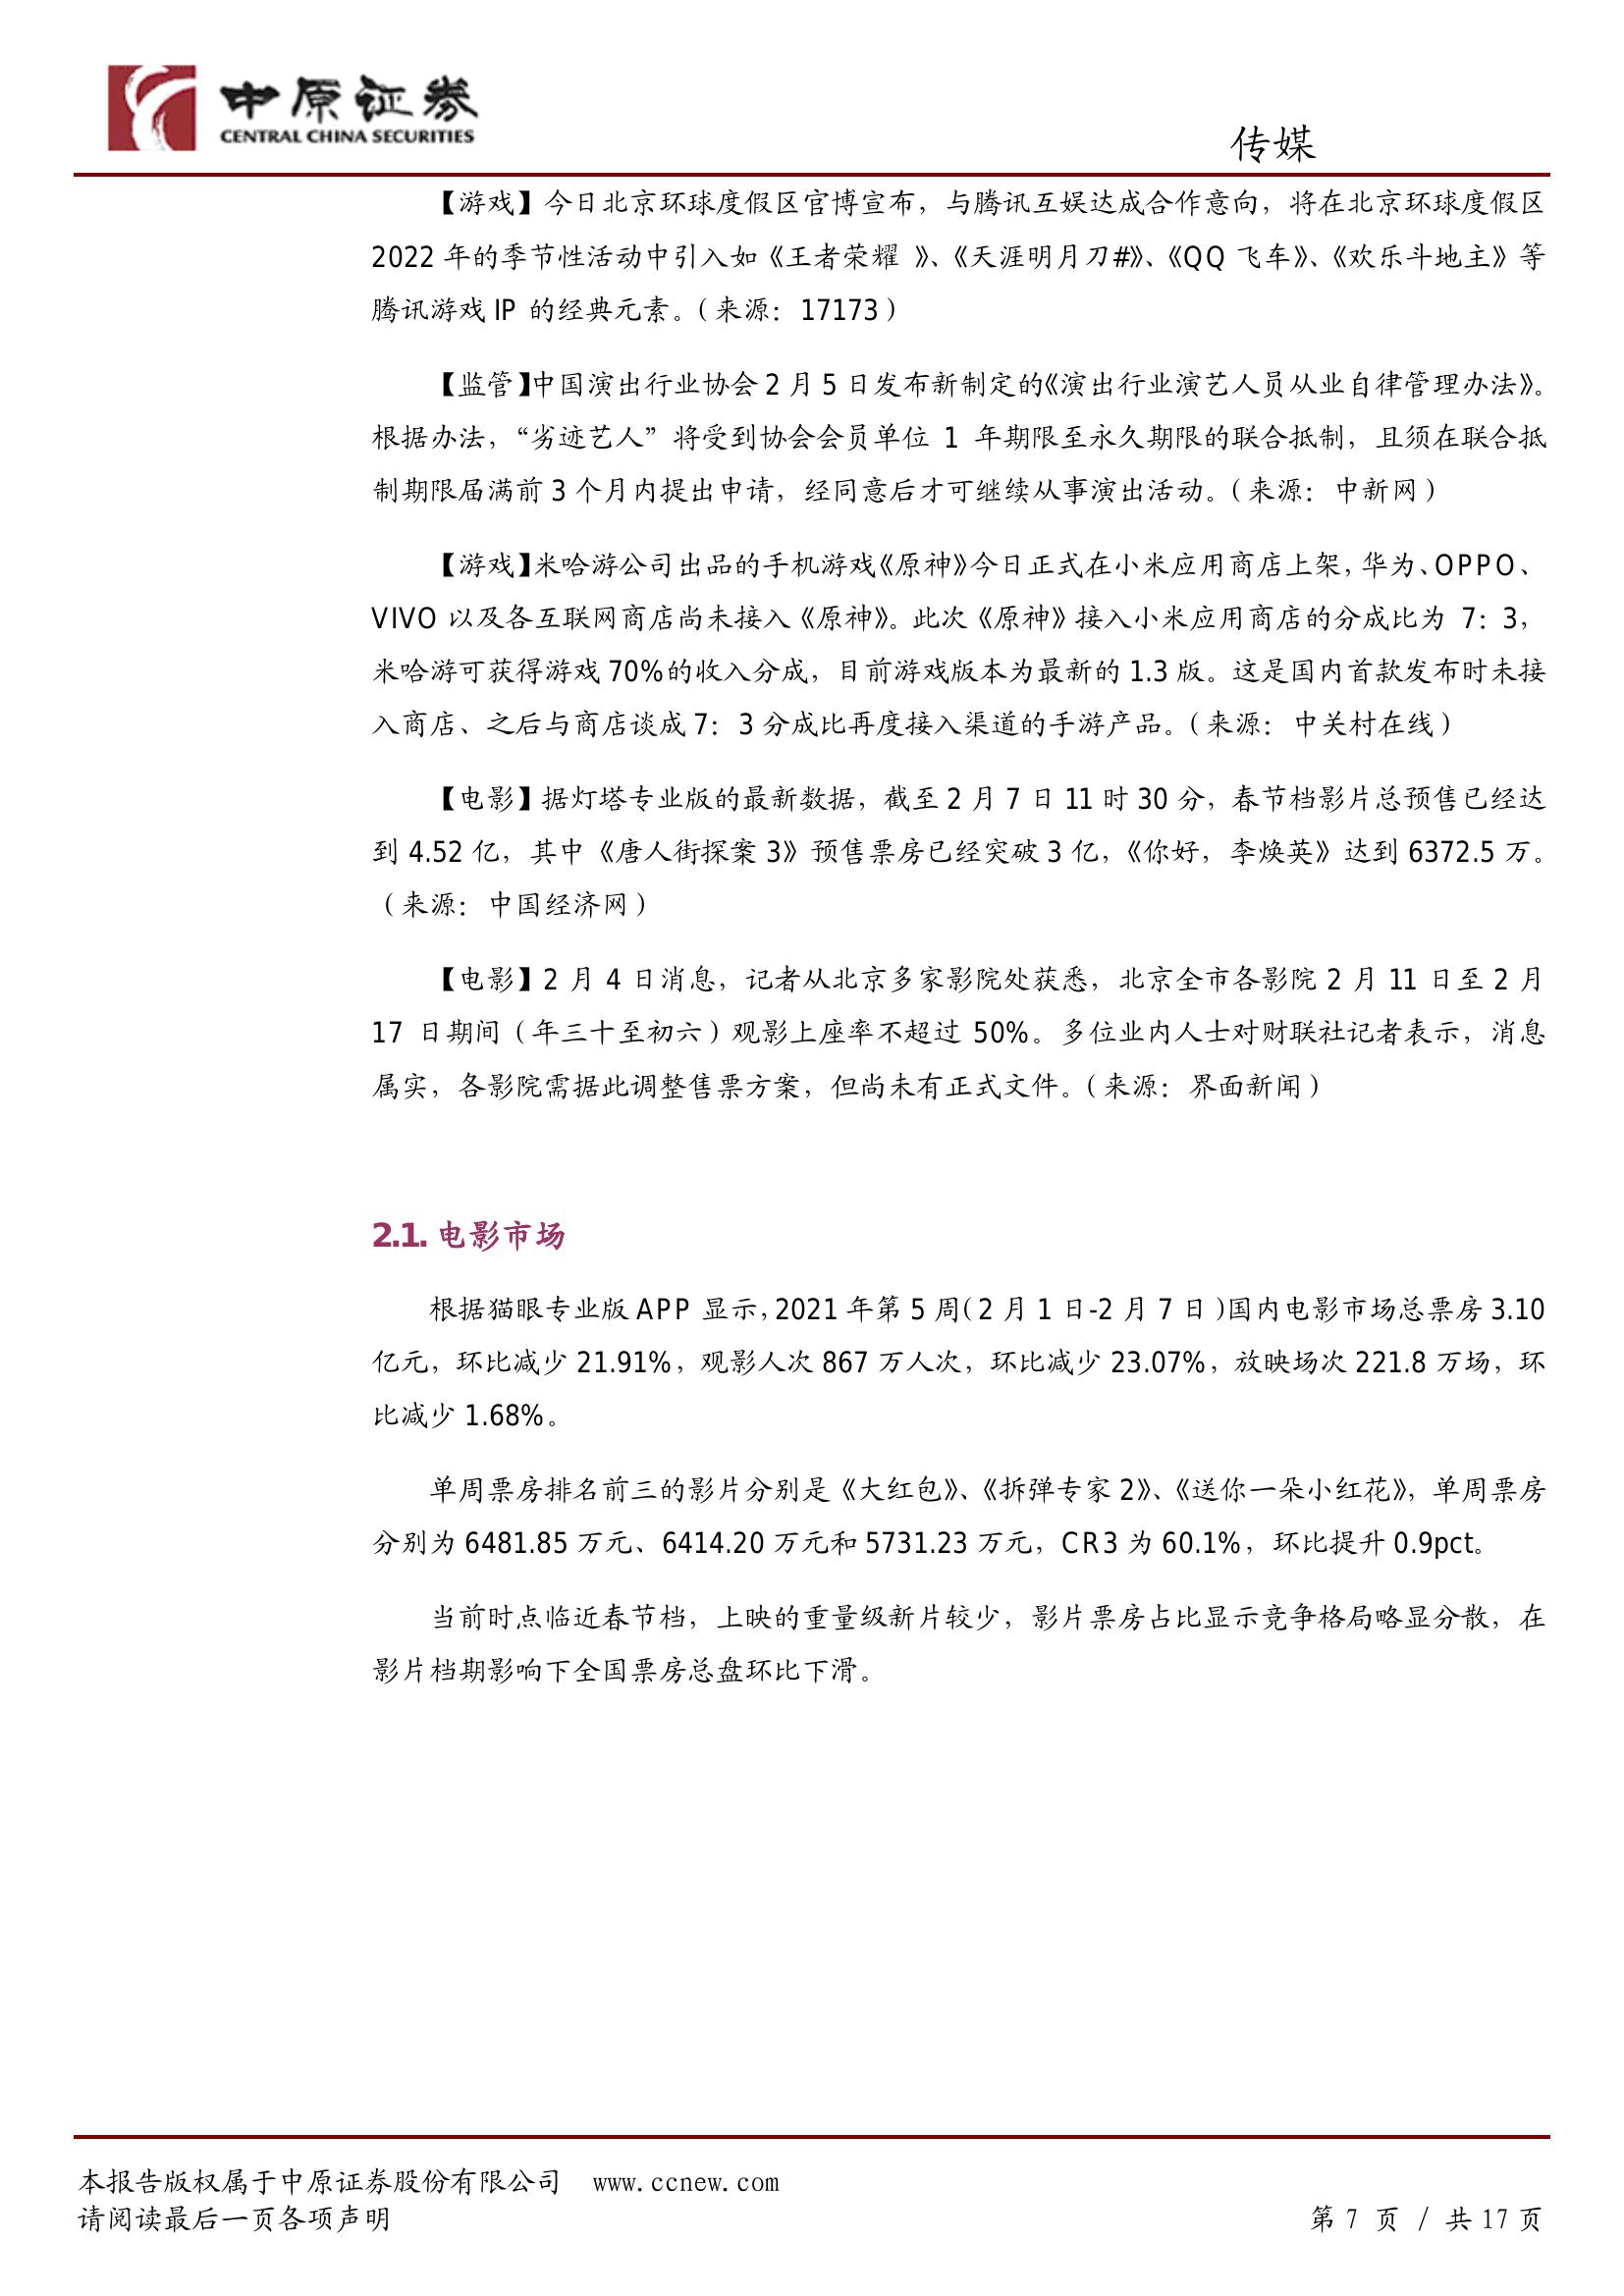 中原证券
CENTRAL CHINA SECURITIES
传媒
【游戏】今日北京环球度假区官博宣布，与腾讯互娱达成合作意向，将在北京环球度假区
2022 年的季节性活动中引入如《王者荣耀 》、《天涯明月刀#》、《QQ 飞车》、《欢乐斗地主》等
腾讯游戏 IP 的经典元素。（来源：17173）
【监管】中国演出行业协会 2 月 5 日发布新制定的《演出行业演艺人员从业自律管理办法》。
根据办法，“劣迹艺人”将受到协会会员单位 1 年期限至永久期限的联合抵制，且须在联合抵
制期限届满前 3 个月内提出申请，经同意后才可继续从事演出活动。（来源：中新网）
【游戏】米哈游公司出品的手机游戏《原神》今日正式在小米应用商店上架，华为、OPPO、
VIVO 以及各互联网商店尚未接入《原神》。此次《原神》接入小米应用商店的分成比为 7：3，
米哈游可获得游戏 70%的收入分成，目前游戏版本为最新的 1.3 版。这是国内首款发布时未接
入商店、之后与商店谈成 7：3 分成比再度接入渠道的手游产品。（来源：中关村在线）
【电影】据灯塔专业版的最新数据，截至 2 月 7 日 11 时 30 分，春节档影片总预售已经达
到 4.52 亿，其中《唐人街探案 3》预售票房已经突破 3 亿，《你好，李焕英》达到 6372.5 万。
（来源：中国经济网）
【电影】2 月 4 日消息，记者从北京多家影院处获悉，北京全市各影院 2 月 11 日至 2 月
17 日期间（年三十至初六）观影上座率不超过 50%。多位业内人士对财联社记者表示，消息
属实，各影院需据此调整售票方案，但尚未有正式文件。（来源：界面新闻）
2.1. 电影市场
根据猫眼专业版 APP 显示，2021 年第 5 周（2 月 1 日-2 月 7 日）国内电影市场总票房 3.10
亿元，环比减少 21.91%，观影人次 867 万人次，环比减少 23.07%，放映场次 221.8 万场，环
比减少 1.68%。
单周票房排名前三的影片分别是《大红包》、《拆弹专家 2》、《送你一朵小红花》，单周票房
分别为 6481.85 万元、6414.20 万元和 5731.23 万元，CR3 为 60.1%，环比提升 0.9pct。
当前时点临近春节档，上映的重量级新片较少，影片票房占比显示竞争格局略显分散，在
影片档期影响下全国票房总盘环比下滑。
本报告版权属于中原证券股份有限公司 www.ccnew.com
请阅读最后一页各项声明 第 7 页 / 共 17 页